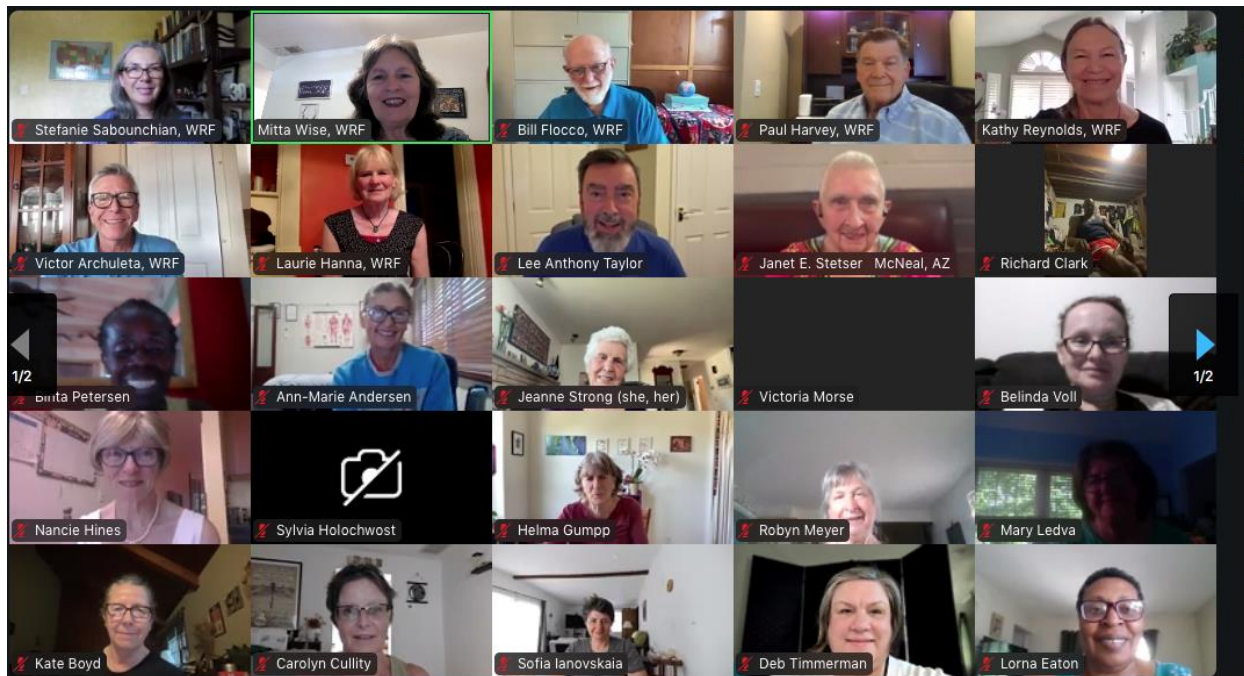 Stefanie Sabounchian, WRF
Mitta Wise, WRF
Bill Flocco, WRF
Paul Harvey, WRF
Kathy Reynolds, WRF
Victor Archuleta, WRF
Laurie Hanna, WRF
Lee Anthony Taylor
Janet E. Stetser McNeal, AZ
Richard Clark
1/2
Binta Petersen
Ann-Marie Andersen
Jeanne Strong (she, her)
Victoria Morse
Belinda Voll
1/2
Nancie Hines
Sylvia Holochwost
Helma Gumpp
Robyn Meyer
Mary Ledva
Kate Boyd
Carolyn Cullity
Sofia Ianovskaia
Deb Timmerman
Lorna Eaton